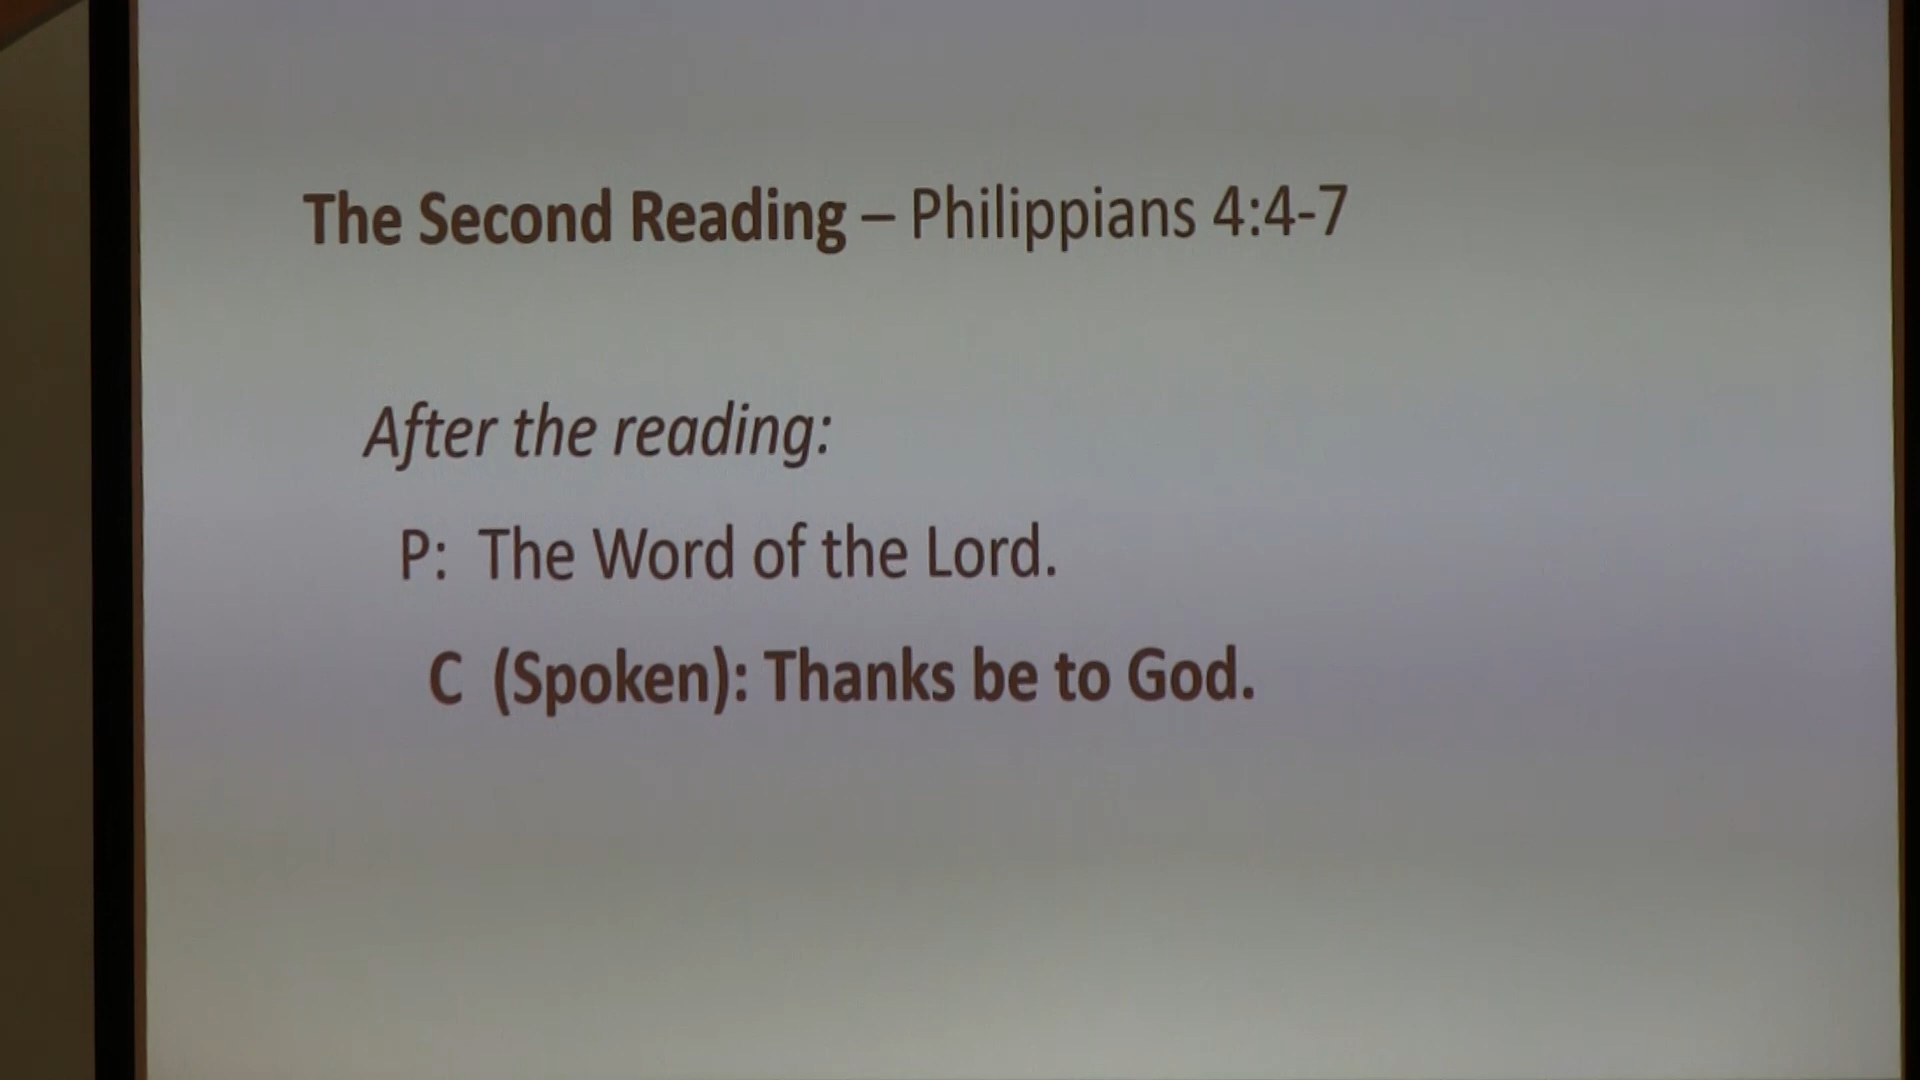 The Second Reading – Philippians 4:4-7
After the reading:
P: The Word of the Lord.
C (Spoken): Thanks be to God.